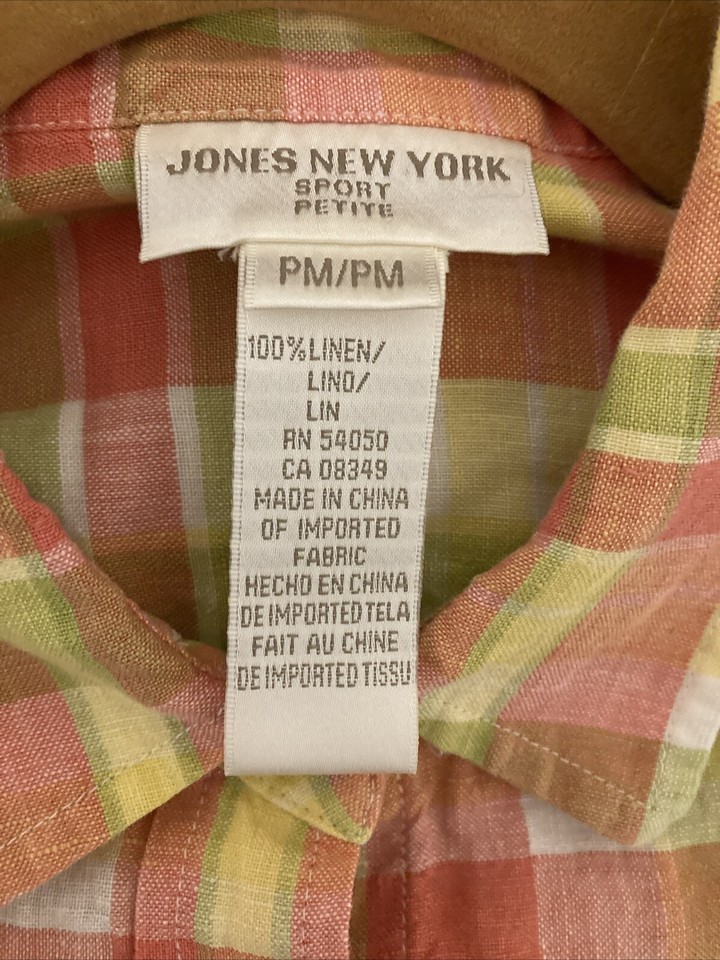 JONES NEW YORK
SPORT
PETITE
PM/PM
100%LINEN/
LINO/
LIN
RN 54050
CA 08349
MADE IN CHINA
OF IMPORTED
FABRIC
HECHO EN CHINA
DE IMPORTED TELA
FAIT AU CHINE
DE IMPORTED TISSU